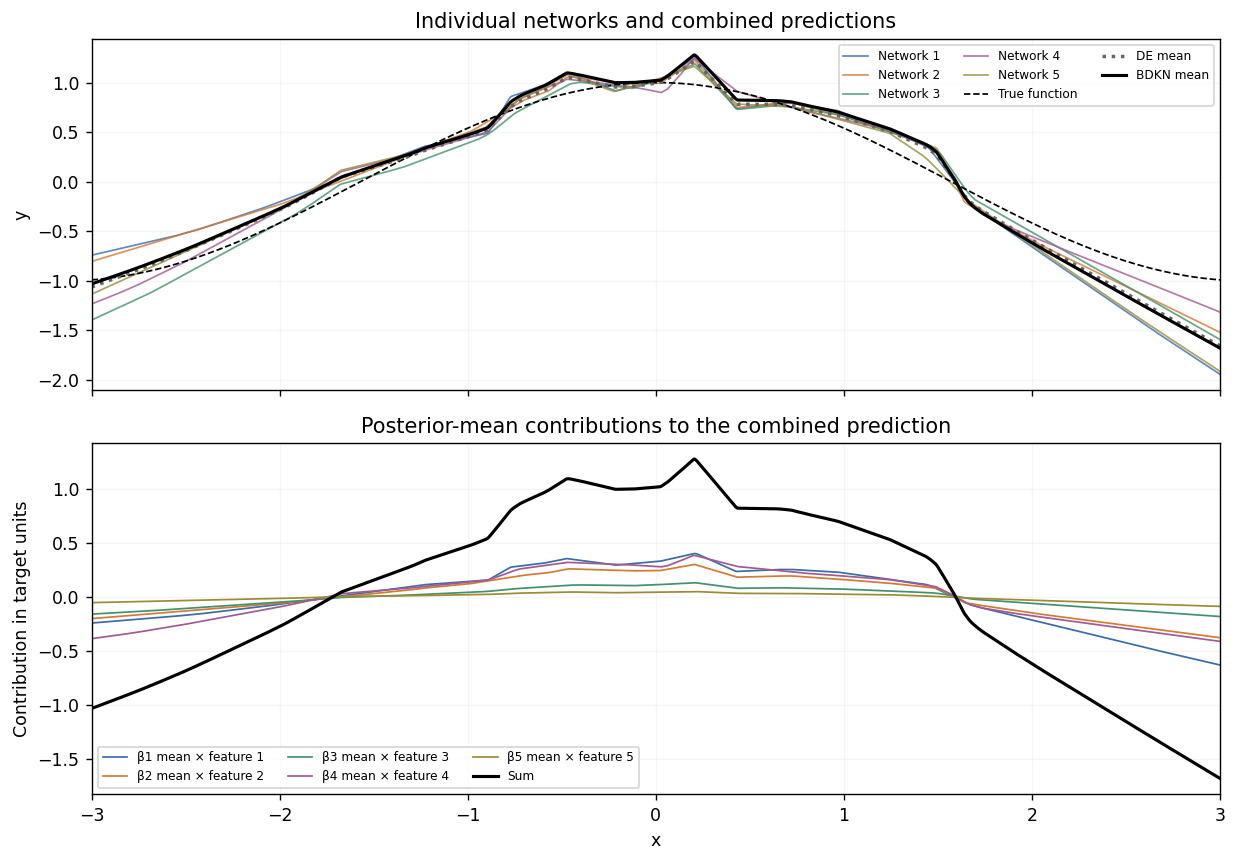 Individual networks and combined predictions
Network 1 Network 4 DE mean
Network 2 Network 5 BDKN mean
Network 3 True function
1.0
0.5
0.0
−0.5
−1.0
−1.5
−2.0
y
Posterior-mean contributions to the combined prediction
1.0
0.5
0.0
−0.5
−1.0
−1.5
Contribution in target units
β1 mean × feature 1 β3 mean × feature 3 β5 mean × feature 5
β2 mean × feature 2 β4 mean × feature 4 Sum
−3 −2 −1 0 1 2 3
x